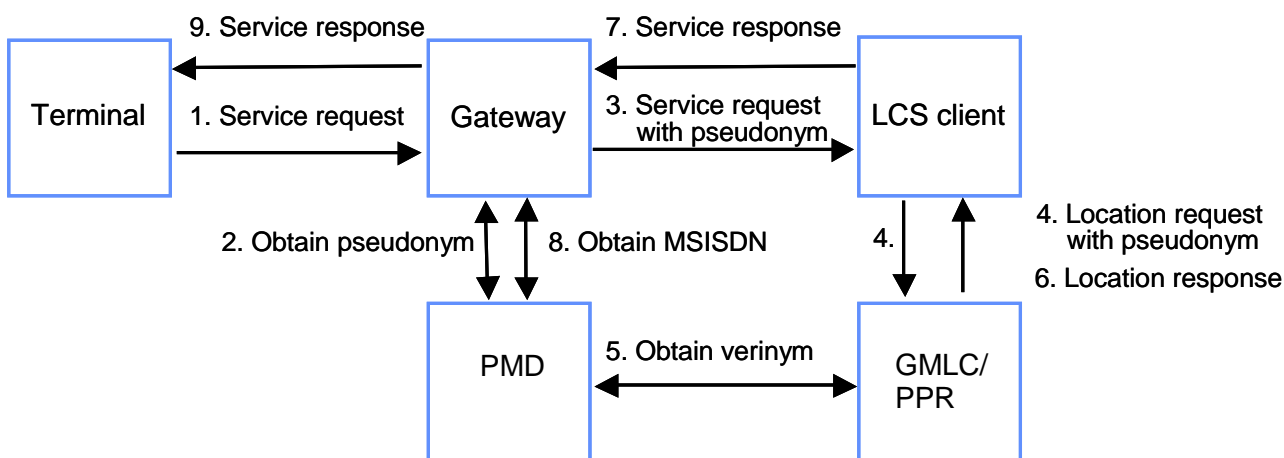 9. Service response
7. Service response
Terminal
1. Service request
Gateway
3. Service request
with pseudonym
LCS client
2. Obtain pseudonym
8. Obtain MSISDN
4.
4. Location request
with pseudonym
6. Location response
PMD
5. Obtain verinym
GMLC/
PPR